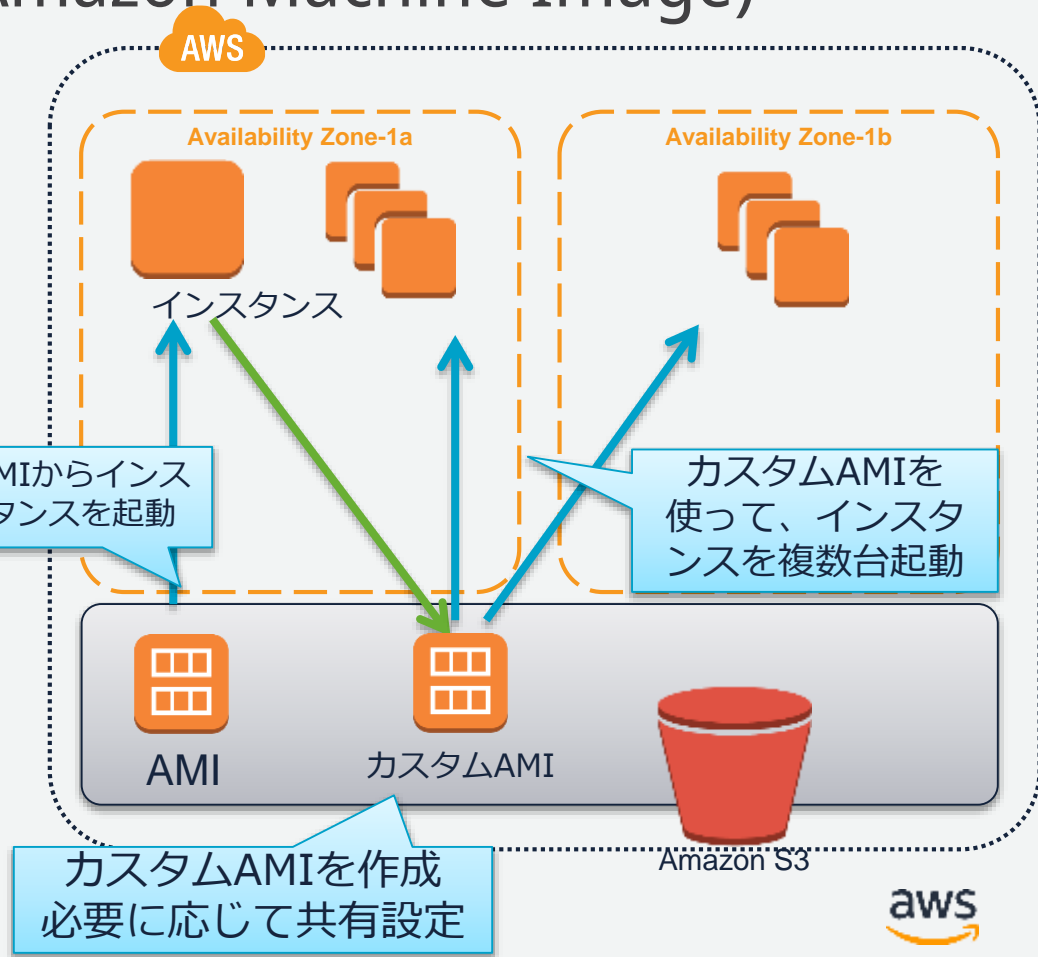 Amazon Machine Image)
AWS
Availability Zone-1a
Availability Zone-1b
インスタンス
MIからインス
タンスを起動
カスタムAMIを
使って、インスタ
ンスを複数台起動
AMI
カスタムAMI
Amazon S3
カスタムAMIを作成
必要に応じて共有設定
aws